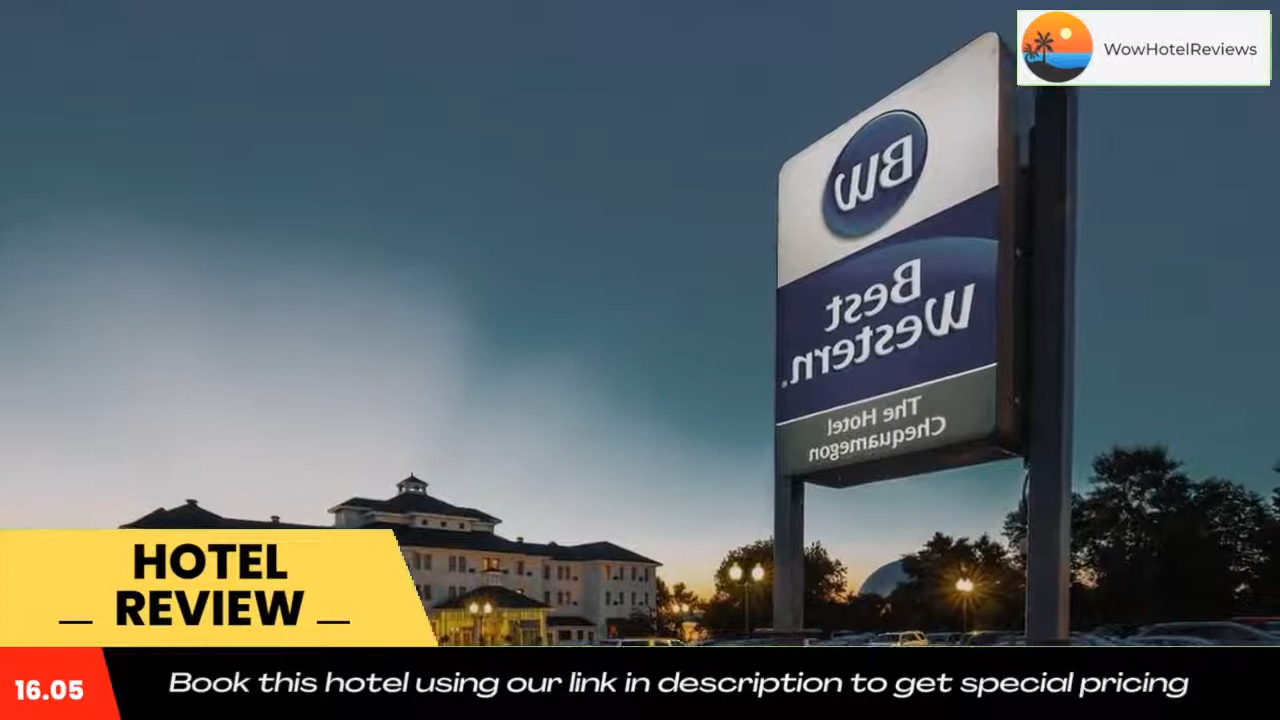 WowHotelReviews
BW
Best
Western.
The Hotel
Chequamegon
HOTEL
REVIEW
16.05
Book this hotel using our link in description to get special pricing